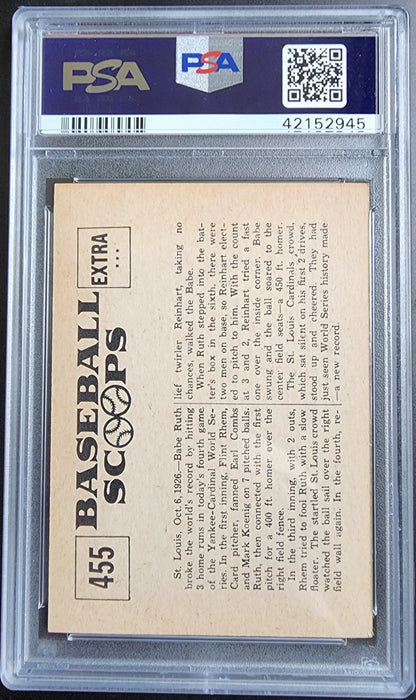 PSA
PSA
42152945
455
BASEBALL
SCOOPS
EXTRA
...
St. Louis, Oct. 6, 1926.—Babe Ruth
broke the world's record by hitting
3 home runs in today's fourth game
of the Yankee-Cardinal World Se-
ries. In the first inning, Flint Rhem,
Card pitcher, fanned Earl Combs
and Mark Koenig on 7 pitched balls.
Ruth, then connected with the first
pitch for a 400 ft. homer over the
right field fence.
In the third inning, with 2 outs,
Rhem tried to fool Ruth with a slow
floater. The startled St. Louis crowd
watched the ball sail over the right
field wall again. In the fourth, re-
lief twirler Reinhart, taking no
chances, walked the Babe.
When Ruth stepped into the bat-
ter's box in the sixth, there were
two men on base, so Reinhart elect-
ed to pitch to him. With the count
at 3 and 2, Reinhart tried a fast
one over the inside corner. Babe
swung and the ball soared to the
center field seats—a 450 ft. homer.
The St. Louis Cardinals crowd,
which sat silent on his first 2 drives,
stood up and cheered. They had
just seen World Series history made
—a new record.